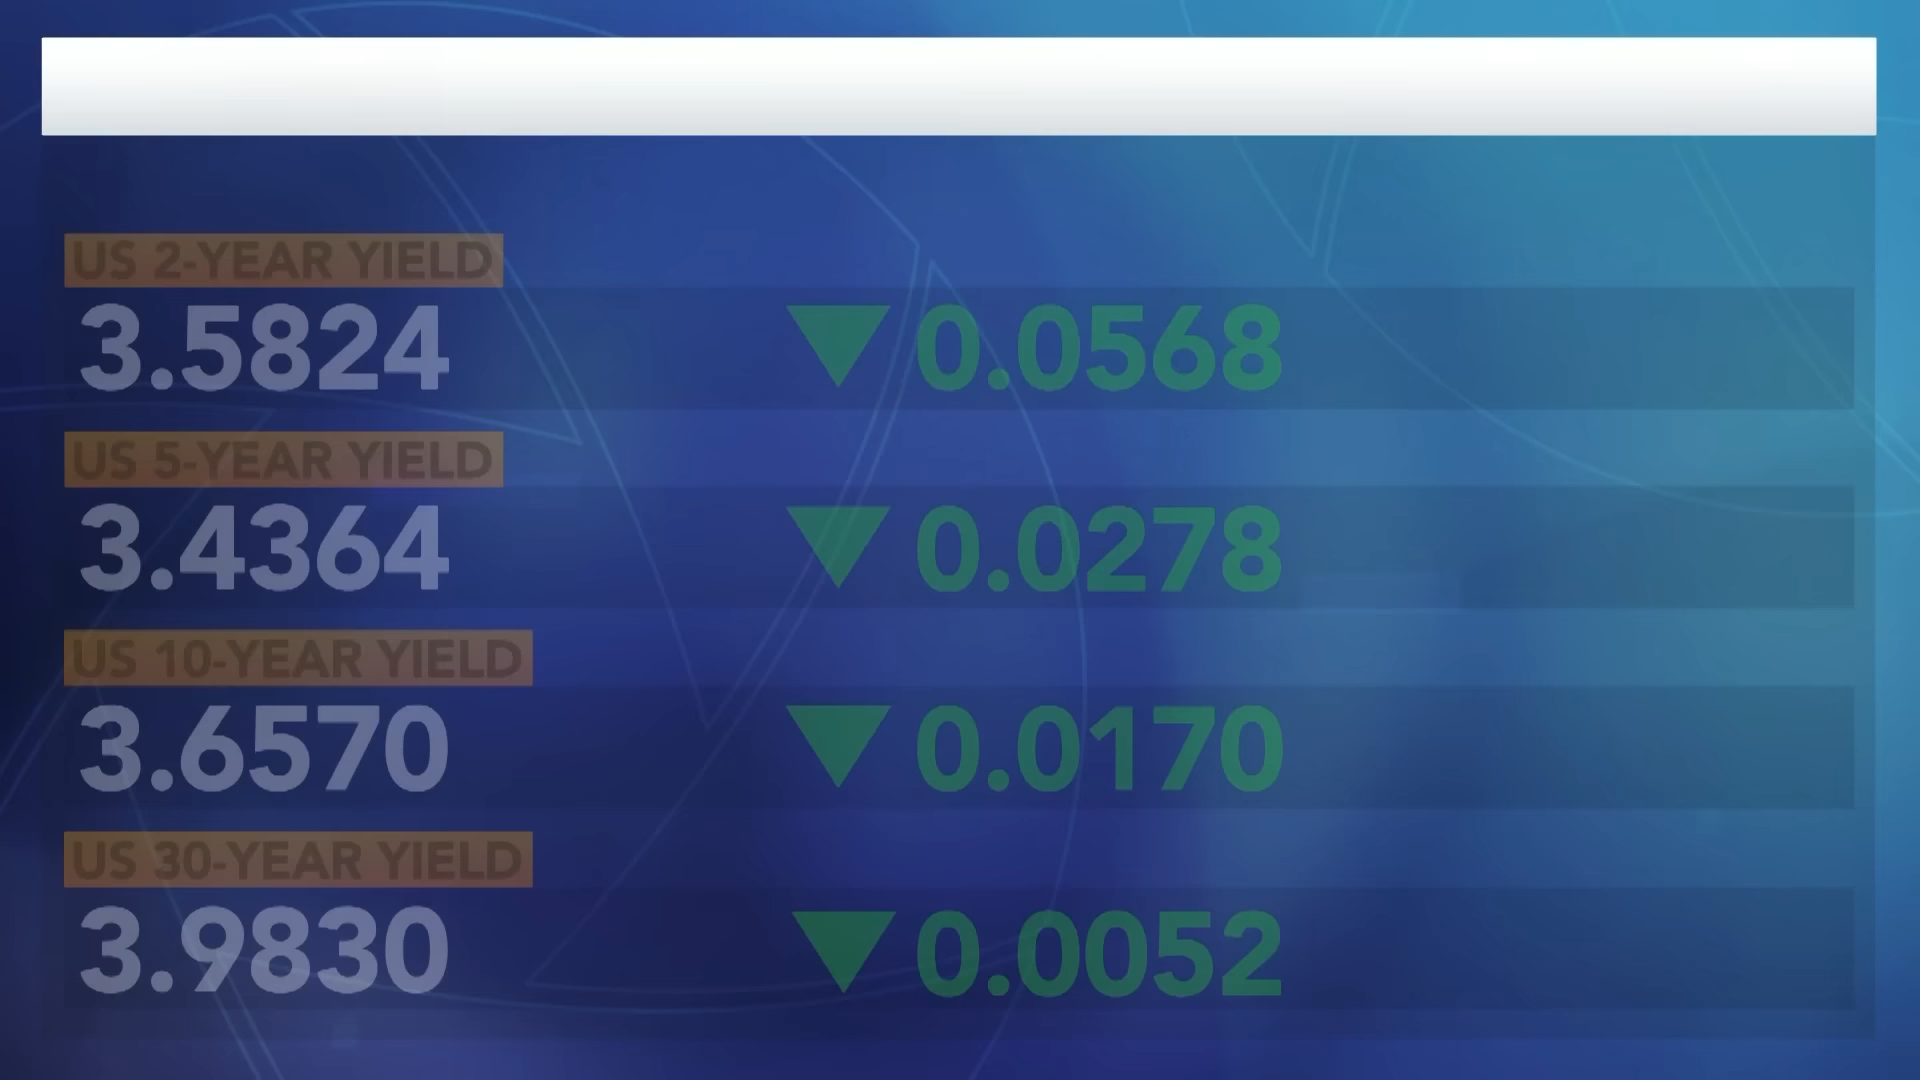 US 2-YEAR YIELD
3.5824 ▼0.0568
US 5-YEAR YIELD
3.4364 ▼0.0278
US 10-YEAR YIELD
3.6570 ▼0.0170
US 30-YEAR YIELD
3.9830 ▼0.0052